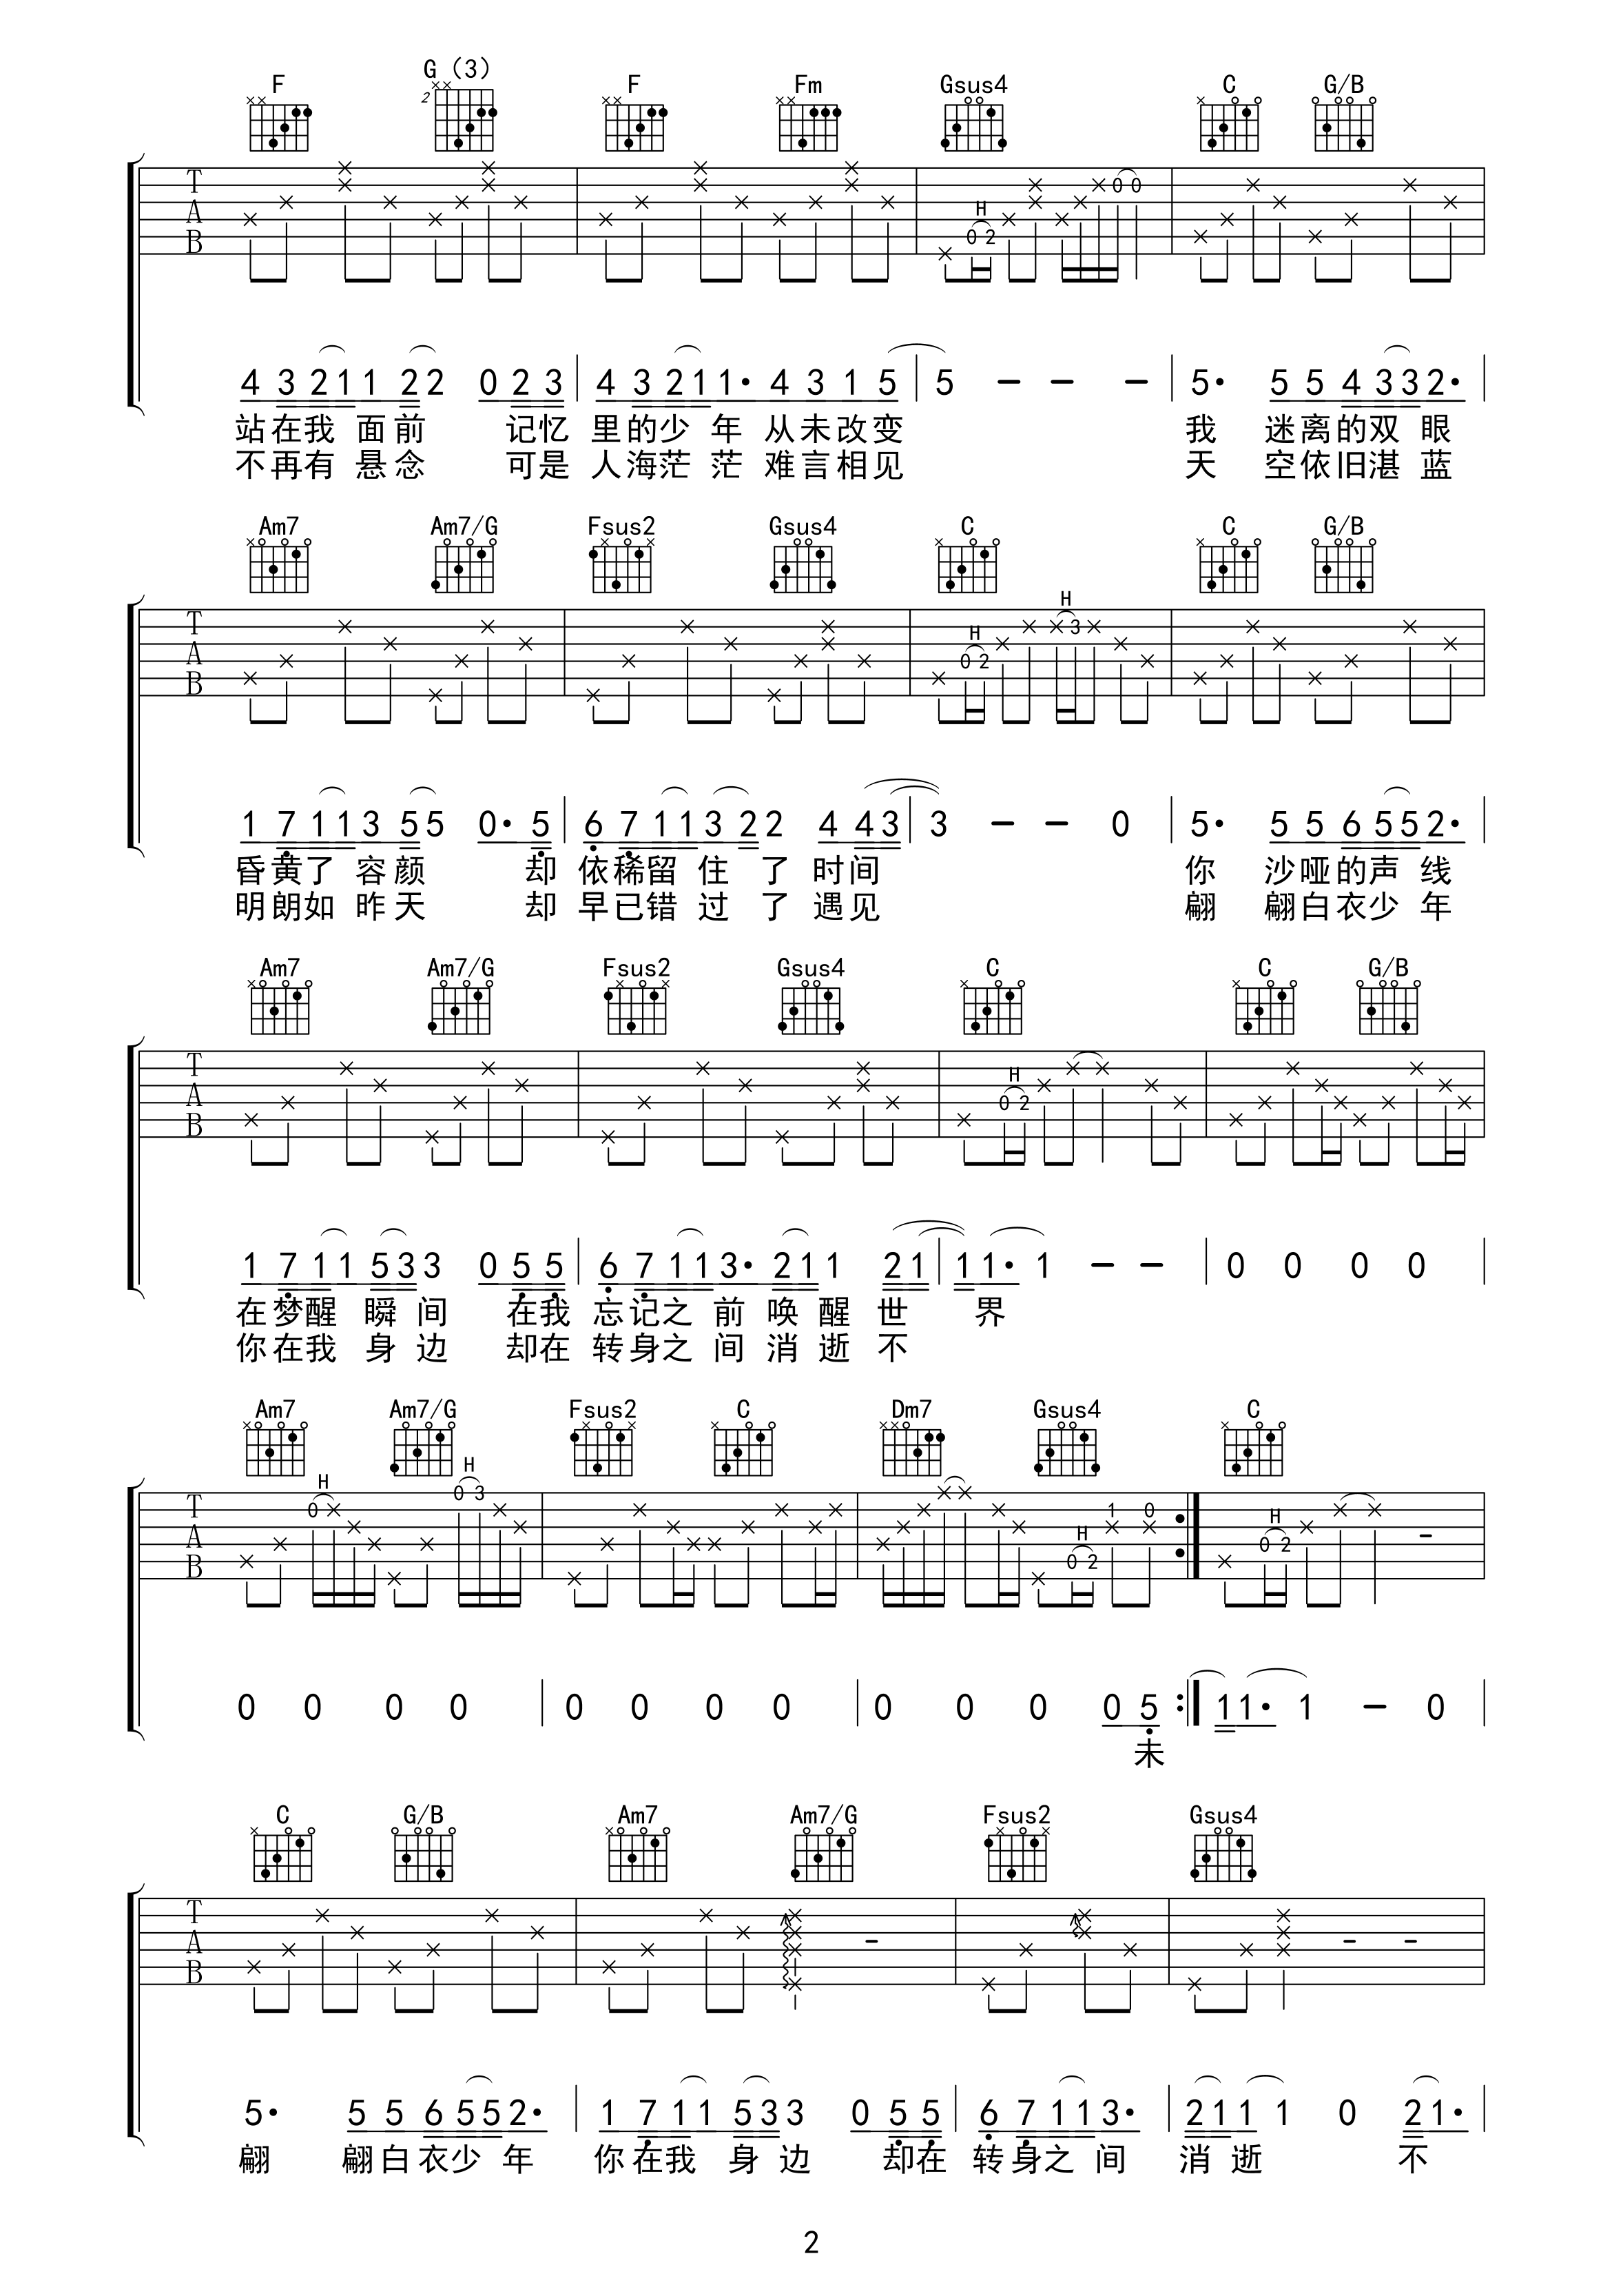 F G (3) F Fm Gsus4 C G/B
2
T A B
H
0 2 0 0
4 3 2 1 1 2 2 0 2 3 | 4 3 2 1 1· 4 3 1 5 | 5 – – – | 5· 5 5 4 3 3 2· |
站在我 面前 记忆 里的少 年 从未改变 我 迷离的双 眼
不再有 悬念 可是 人海茫 茫 难言相见 天 空依旧湛 蓝
Am7 Am7/G Fsus2 Gsus4 C C G/B
T A B
H H
0 2 3
1 7 1 1 3 5 5 0· 5 | 6 7 1 1 3 2 2 4 4 3 | 3 – – 0 | 5· 5 5 6 5 5 2· |
昏黄了 容颜 却 依稀留 住 了 时间 你 沙哑的声 线
明朗如 昨天 却 早已错 过 了 遇见 翩 翩白衣少 年
Am7 Am7/G Fsus2 Gsus4 C C G/B
T A B
H
0 2
1 7 1 1 5 3 3 0 5 5 | 6 7 1 1 3· 2 1 1 2 1 | 1 1· 1 – – | 0 0 0 0 |
在梦醒 瞬 间 在我 忘记之 前 唤 醒 世 界
你在我 身 边 却在 转身之 间 消 逝 不
Am7 Am7/G Fsus2 C Dm7 Gsus4 C
T A B
H H H H
0 0 3 0 2 1 0 0 2 –
0 0 0 0 | 0 0 0 0 | 0 0 0 0 5 :| 1 1· 1 – 0 |
未
C G/B Am7 Am7/G Fsus2 Gsus4
T A B
– – –
5· 5 5 6 5 5 2· | 1 7 1 1 5 3 3 0 5 5 | 6 7 1 1 3· | 2 1 1 1 0 2 1· |
翩 翩白衣少 年 你在我 身 边 却在 转身之 间 消 逝 不
2